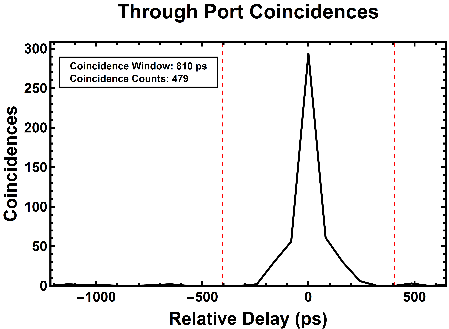 Through Port Coincidences
Coincidence Window: 810 ps
Coincidence Counts: 479
Coincidences
300
250
200
150
100
50
0
−1000
−500
0
500
Relative Delay (ps)